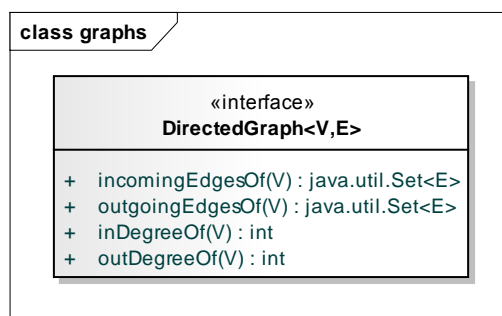 class graphs
«interface»
DirectedGraph<V,E>
+ incomingEdgesOf(V) : java.util.Set<E>
+ outgoingEdgesOf(V) : java.util.Set<E>
+ inDegreeOf(V) : int
+ outDegreeOf(V) : int